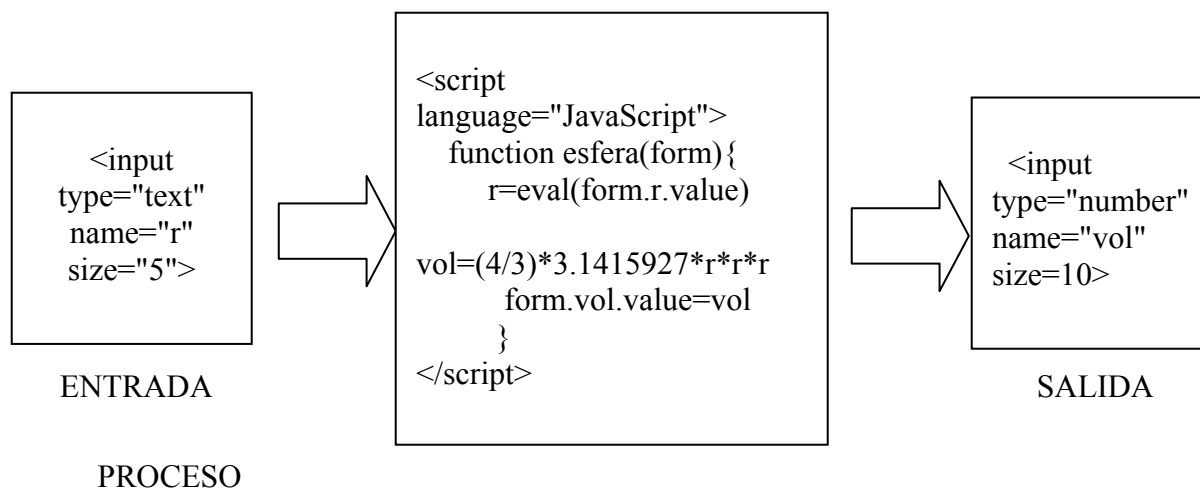 <input
type="text"
name="r"
size="5">
ENTRADA
<script
language="JavaScript">
function esfera(form){
r=eval(form.r.value)
vol=(4/3)*3.1415927*r*r*r
form.vol.value=vol
}
</script>
<input
type="number"
name="vol"
size=10>
SALIDA
PROCESO